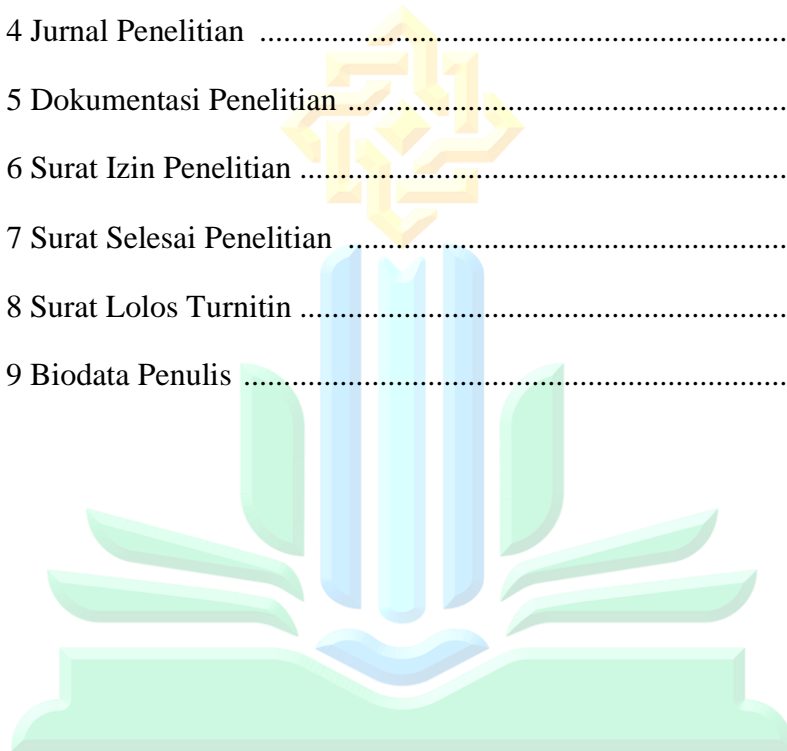 4 Jurnal Penelitian ..................................................................
5 Dokumentasi Penelitian .......................................................
6 Surat Izin Penelitian .............................................................
7 Surat Selesai Penelitian .......................................................
8 Surat Lolos Turnitin .............................................................
9 Biodata Penulis ....................................................................